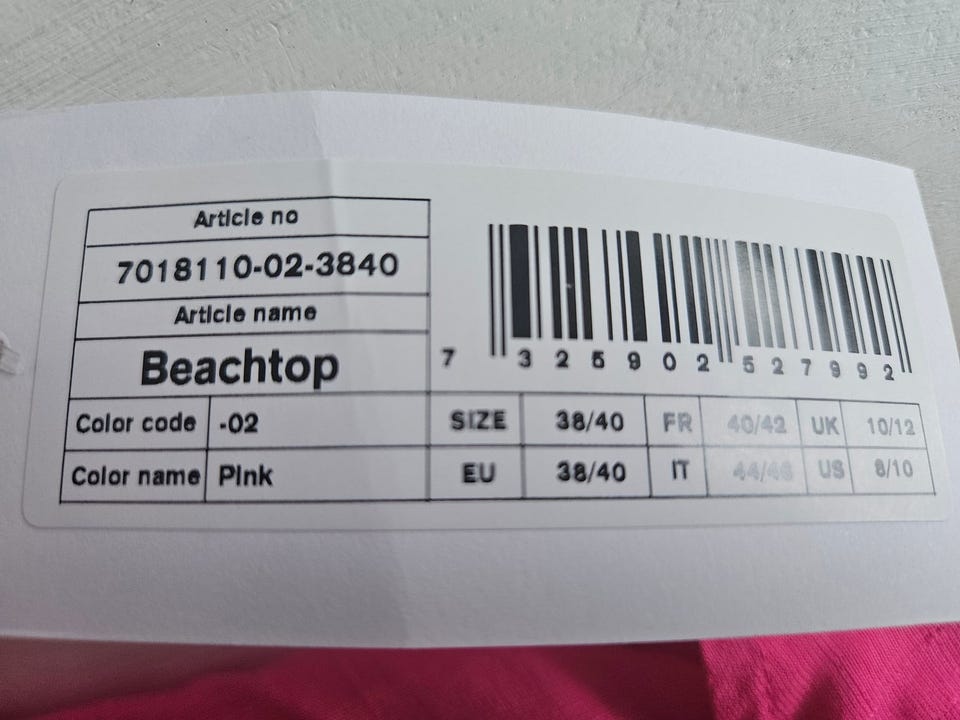 Article no
7018110-02-3840
Article name
Beachtop
7 325902 527992
Color code -02 SIZE 38/40 FR 40/42 UK 10/12
Color name Pink EU 38/40 IT 44/46 US 8/10